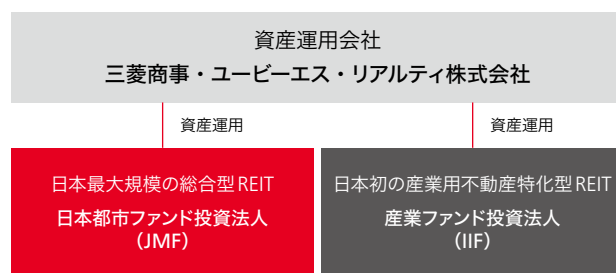 資産運用会社
三菱商事・ユービーエス・リアルティ株式会社
資産運用
資産運用
日本最大規模の総合型REIT
日本都市ファンド投資法人
（JMF）
日本初の産業用不動産特化型REIT
産業ファンド投資法人
（IIF）